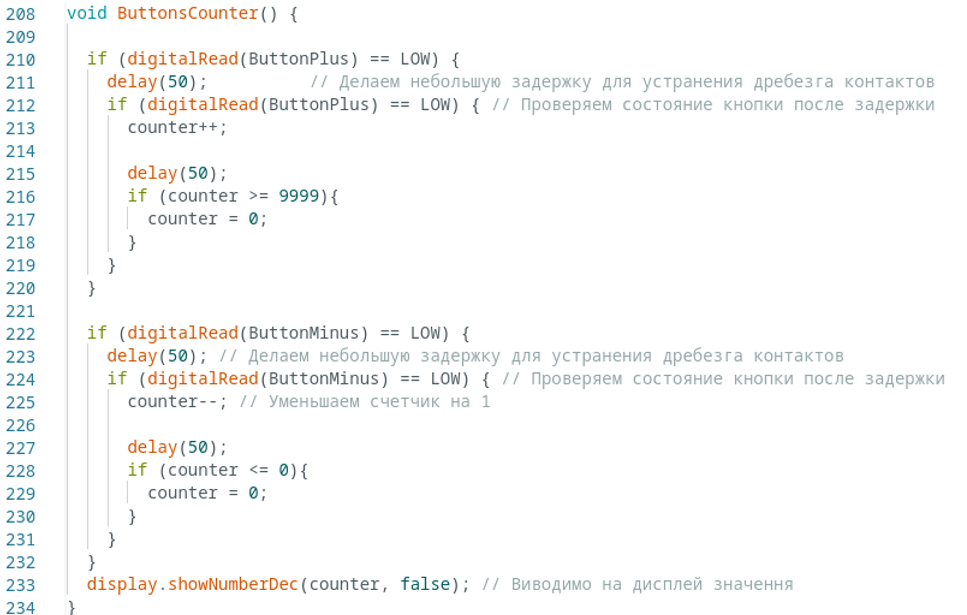 208 void ButtonsCounter() {
209
210   if (digitalRead(ButtonPlus) == LOW) {
211     delay(50);          // Делаем небольшую задержку для устранения дребезга контактов
212     if (digitalRead(ButtonPlus) == LOW) { // Проверяем состояние кнопки после задержки
213       counter++;
214
215       delay(50);
216       if (counter >= 9999){
217         counter = 0;
218       }
219     }
220   }
221
222   if (digitalRead(ButtonMinus) == LOW) {
223     delay(50); // Делаем небольшую задержку для устранения дребезга контактов
224     if (digitalRead(ButtonMinus) == LOW) { // Проверяем состояние кнопки после задержки
225       counter--; // Уменьшаем счетчик на 1
226
227       delay(50);
228       if (counter <= 0){
229         counter = 0;
230       }
231     }
232   }
233   display.showNumberDec(counter, false); // Виводимо на дисплей значення
234 }